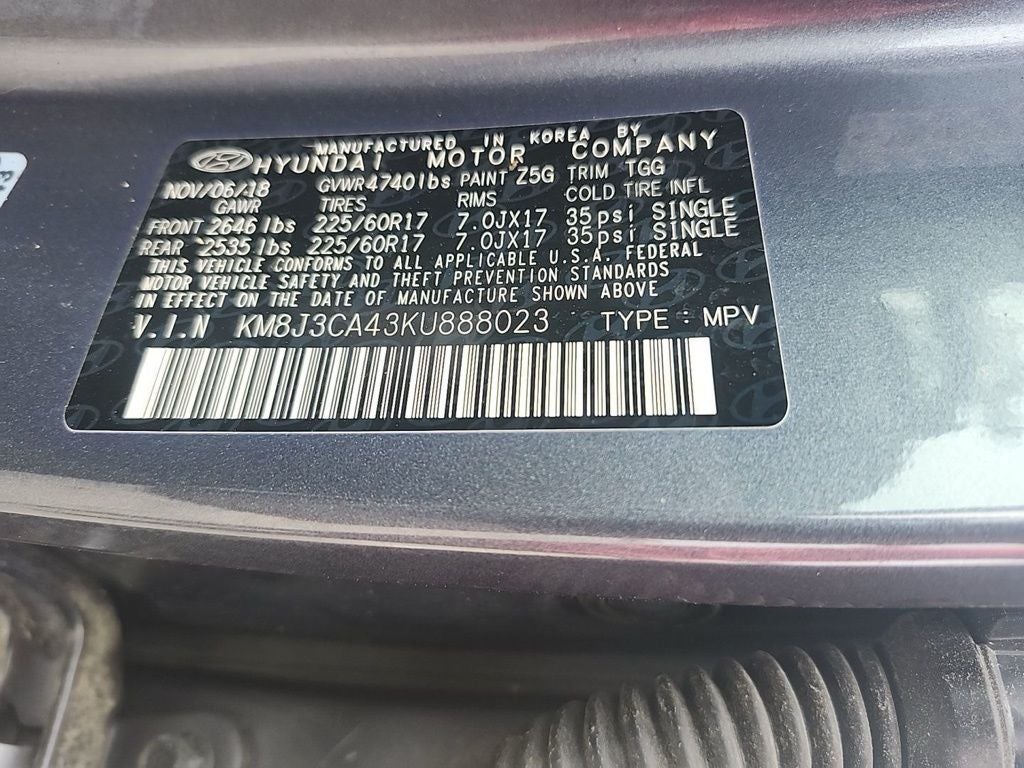 MANUFACTURED IN KOREA BY
HYUNDAI MOTOR COMPANY
NOV/06/18 GVWR 4740lbs PAINT Z5G TRIM TGG
GAWR TIRES RIMS COLD TIRE INFL
FRONT 2646 lbs 225/60R17 7.0JX17 35psi SINGLE
REAR 2535 lbs 225/60R17 7.0JX17 35psi SINGLE
THIS VEHICLE CONFORMS TO ALL APPLICABLE U.S.A. FEDERAL
MOTOR VEHICLE SAFETY AND THEFT PREVENTION STANDARDS
IN EFFECT ON THE DATE OF MANUFACTURE SHOWN ABOVE
V.I.N KM8J3CA43KU888023 TYPE : MPV